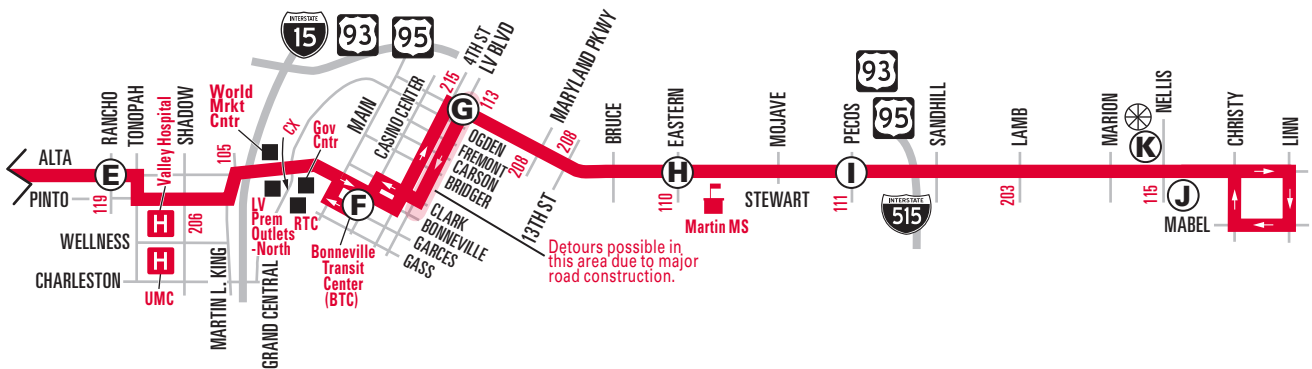 INTERSTATE
15
93
95
4TH ST
LV BLVD
215
113
MARYLAND PKWY
93
95
RANCHO
TONOPAH
SHADOW
World
Mrkt
Cntr
CX
Gov
Cntr
MAIN
CASINO CENTER
G
OGDEN
FREMONT
CARSON
BRIDGER
208
208
BRUCE
EASTERN
MOJAVE
PECOS
SANDHILL
LAMB
MARION
NELLIS
K
CHRISTY
LINN
ALTA
E
Valley Hospital
105
PINTO
119
H
206
LV
Prem
Outlets
-North
RTC
F
H
I
110
Martin MS
STEWART
111
INTERSTATE
515
203
115
J
MABEL
WELLNESS
H
CHARLESTON
UMC
MARTIN L. KING
GRAND CENTRAL
Bonneville
Transit
Center
(BTC)
CLARK
BONNEVILLE
GARCES
GASS
13TH ST
Detours possible in
this area due to major
road construction.